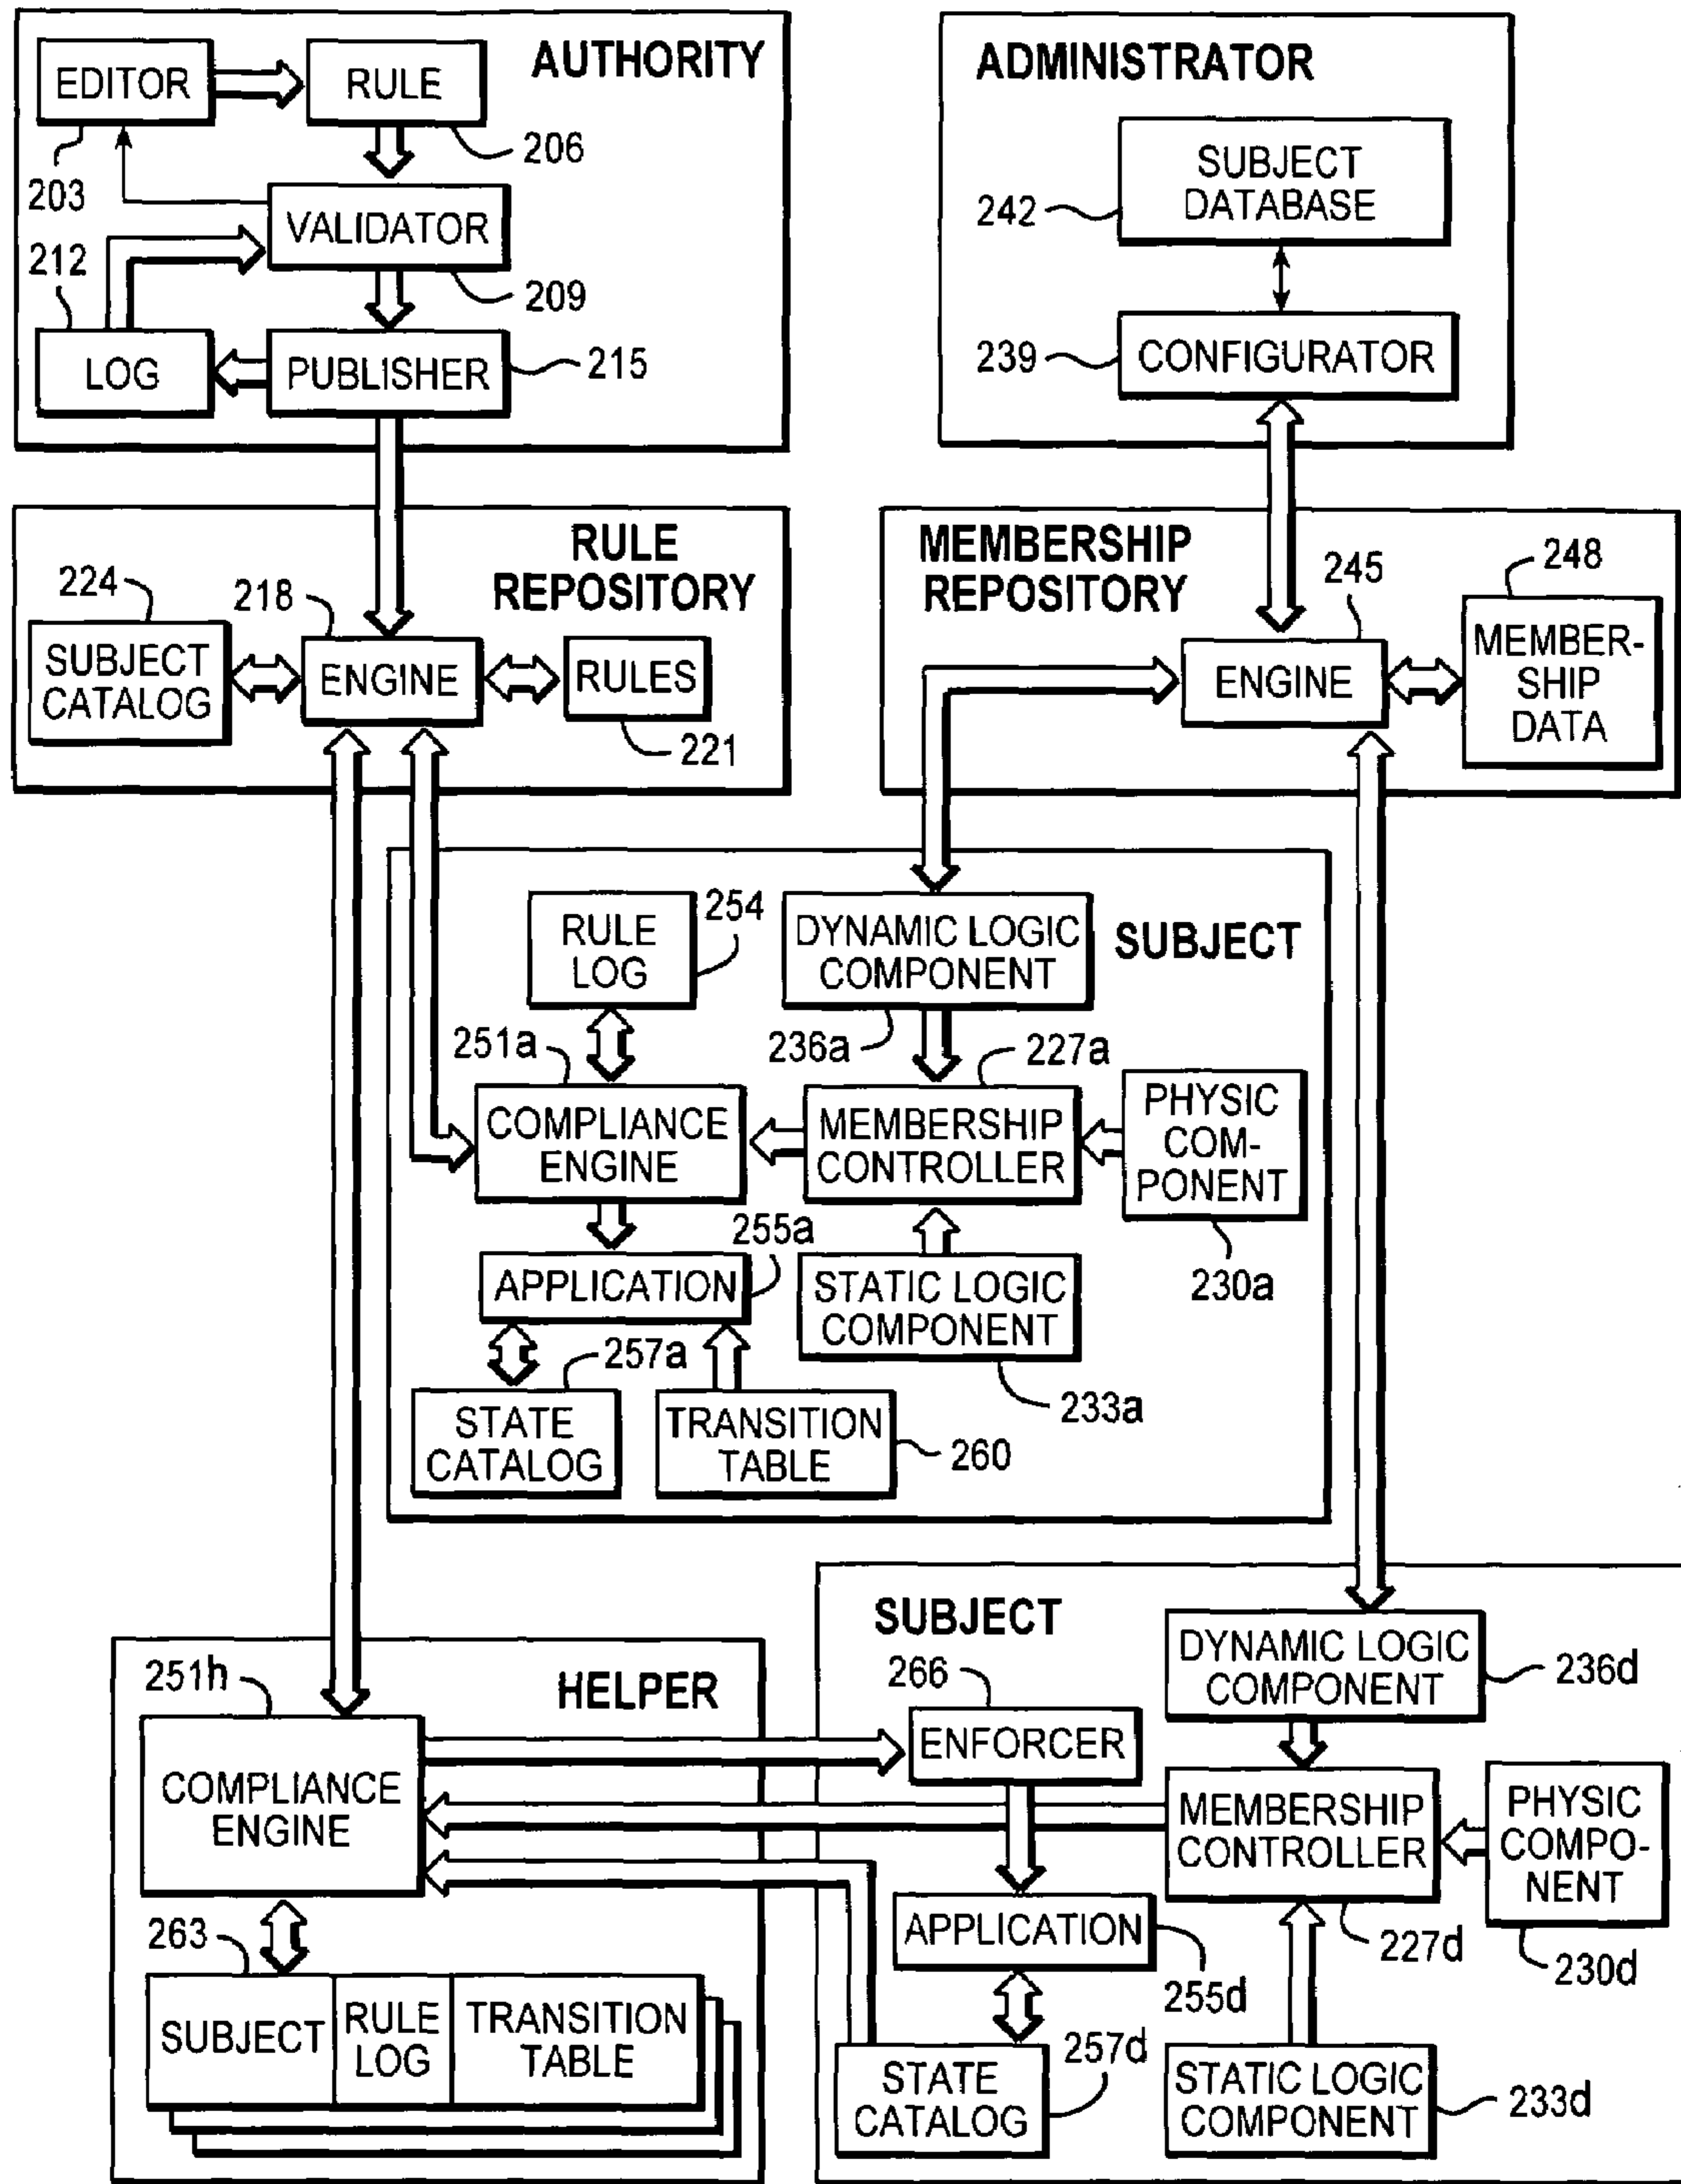 AUTHORITY
EDITOR
RULE
203
206
VALIDATOR
209
212
LOG
PUBLISHER
215
ADMINISTRATOR
SUBJECT
DATABASE
242
CONFIGURATOR
239
RULE
REPOSITORY
224
218
SUBJECT
CATALOG
ENGINE
RULES
221
MEMBERSHIP
REPOSITORY
245
248
ENGINE
MEMBER-
SHIP
DATA
SUBJECT
RULE
LOG
254
DYNAMIC LOGIC
COMPONENT
236a
251a
227a
COMPLIANCE
ENGINE
MEMBERSHIP
CONTROLLER
PHYSIC
COM-
PONENT
230a
255a
APPLICATION
STATIC LOGIC
COMPONENT
233a
257a
STATE
CATALOG
TRANSITION
TABLE
260
HELPER
251h
COMPLIANCE
ENGINE
263
SUBJECT
RULE
LOG
TRANSITION
TABLE
SUBJECT
266
ENFORCER
DYNAMIC LOGIC
COMPONENT
236d
MEMBERSHIP
CONTROLLER
227d
PHYSIC
COMPO-
NENT
230d
APPLICATION
255d
STATE
CATALOG
257d
STATIC LOGIC
COMPONENT
233d